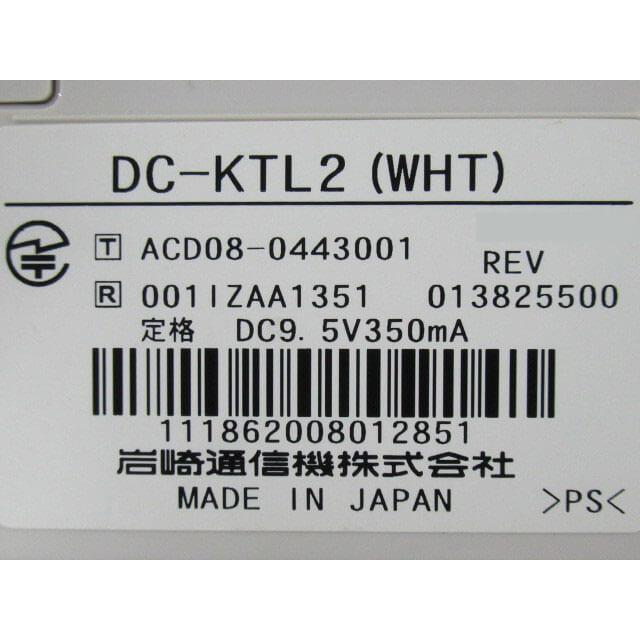 DC-KTL2 (WHT)
T ACD08-0443001
REV
R 001IZAA1351 013825500
定格 DC9.5V350mA
111862008012851
岩崎通信機株式会社
MADE IN JAPAN >PS<